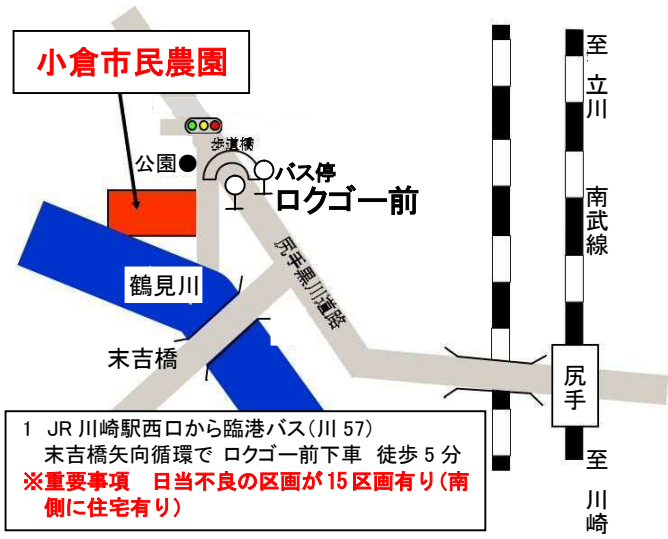 小倉市民農園
歩道橋
公園
バス停
ロクゴー前
鶴見川
尻手黒川道路
末吉橋
至 立川
南武線
尻手
至 川崎
1 JR 川崎駅西口から臨港バス(川 57)
末吉橋矢向循環で ロクゴー前下車 徒歩 5 分
※重要事項 日当不良の区画が 15 区画有り(南
側に住宅有り)